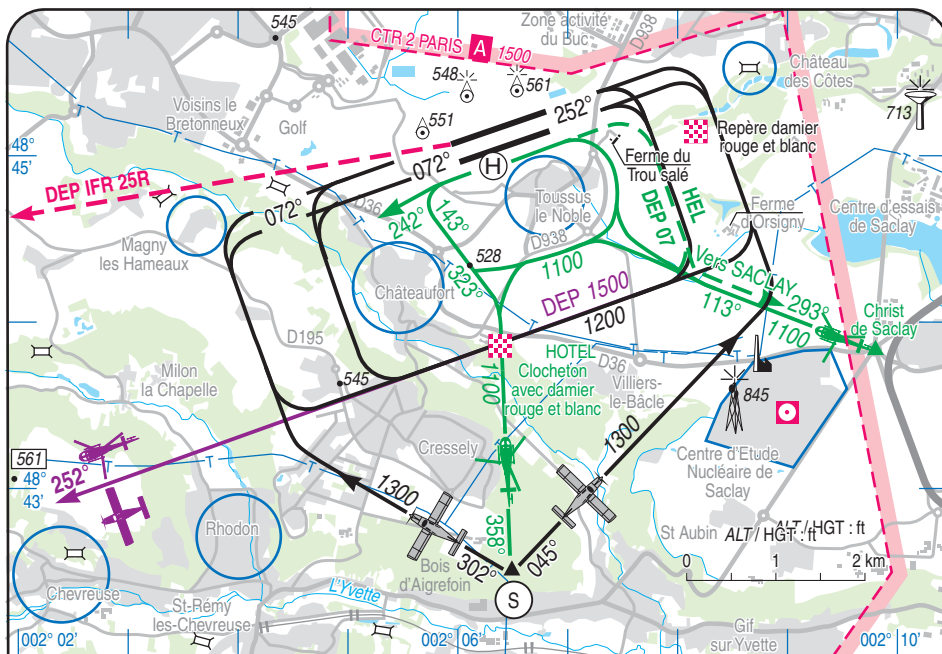 545
Zone activité
du Buc
D938
CTR 2 PARIS A 1500
548
561
Château
des Côtes
Voisins le
Bretonneux
Golf
551
252°
713
48°
45'
072°
H
Repère damier
rouge et blanc
DEP IFR 25R
Ferme du
Trou salé
072°
D36
242°
143°
Toussus
le Noble
HEL
DEP 07
Ferme
d'Orsigny
Centre d'essais
de Saclay
Magny
les Hameaux
D938
528
323°
1100
Vers SACLAY
Châteaufort
DEP 1500
1200
113°
293°
1100
Christ
de Saclay
D195
HOTEL
Clocheton
avec damier
rouge et blanc
D36
Milon
la Chapelle
545
1100
Villiers-
le-Bâcle
845
Cressely
1300
561
48°
43'
252°
Centre d'Etude
Nucléaire de
Saclay
1300
Rhodon
358°
St Aubin
ALT / HGT : ft
ALT / HGT : ft
302°
045°
Bois
d'Aigrefoin
0 1 2 km
Chevreuse
L'Yvette
S
St-Rémy
les-Chevreuse
Gif
sur Yvette
002° 02'
002° 06'
002° 10'